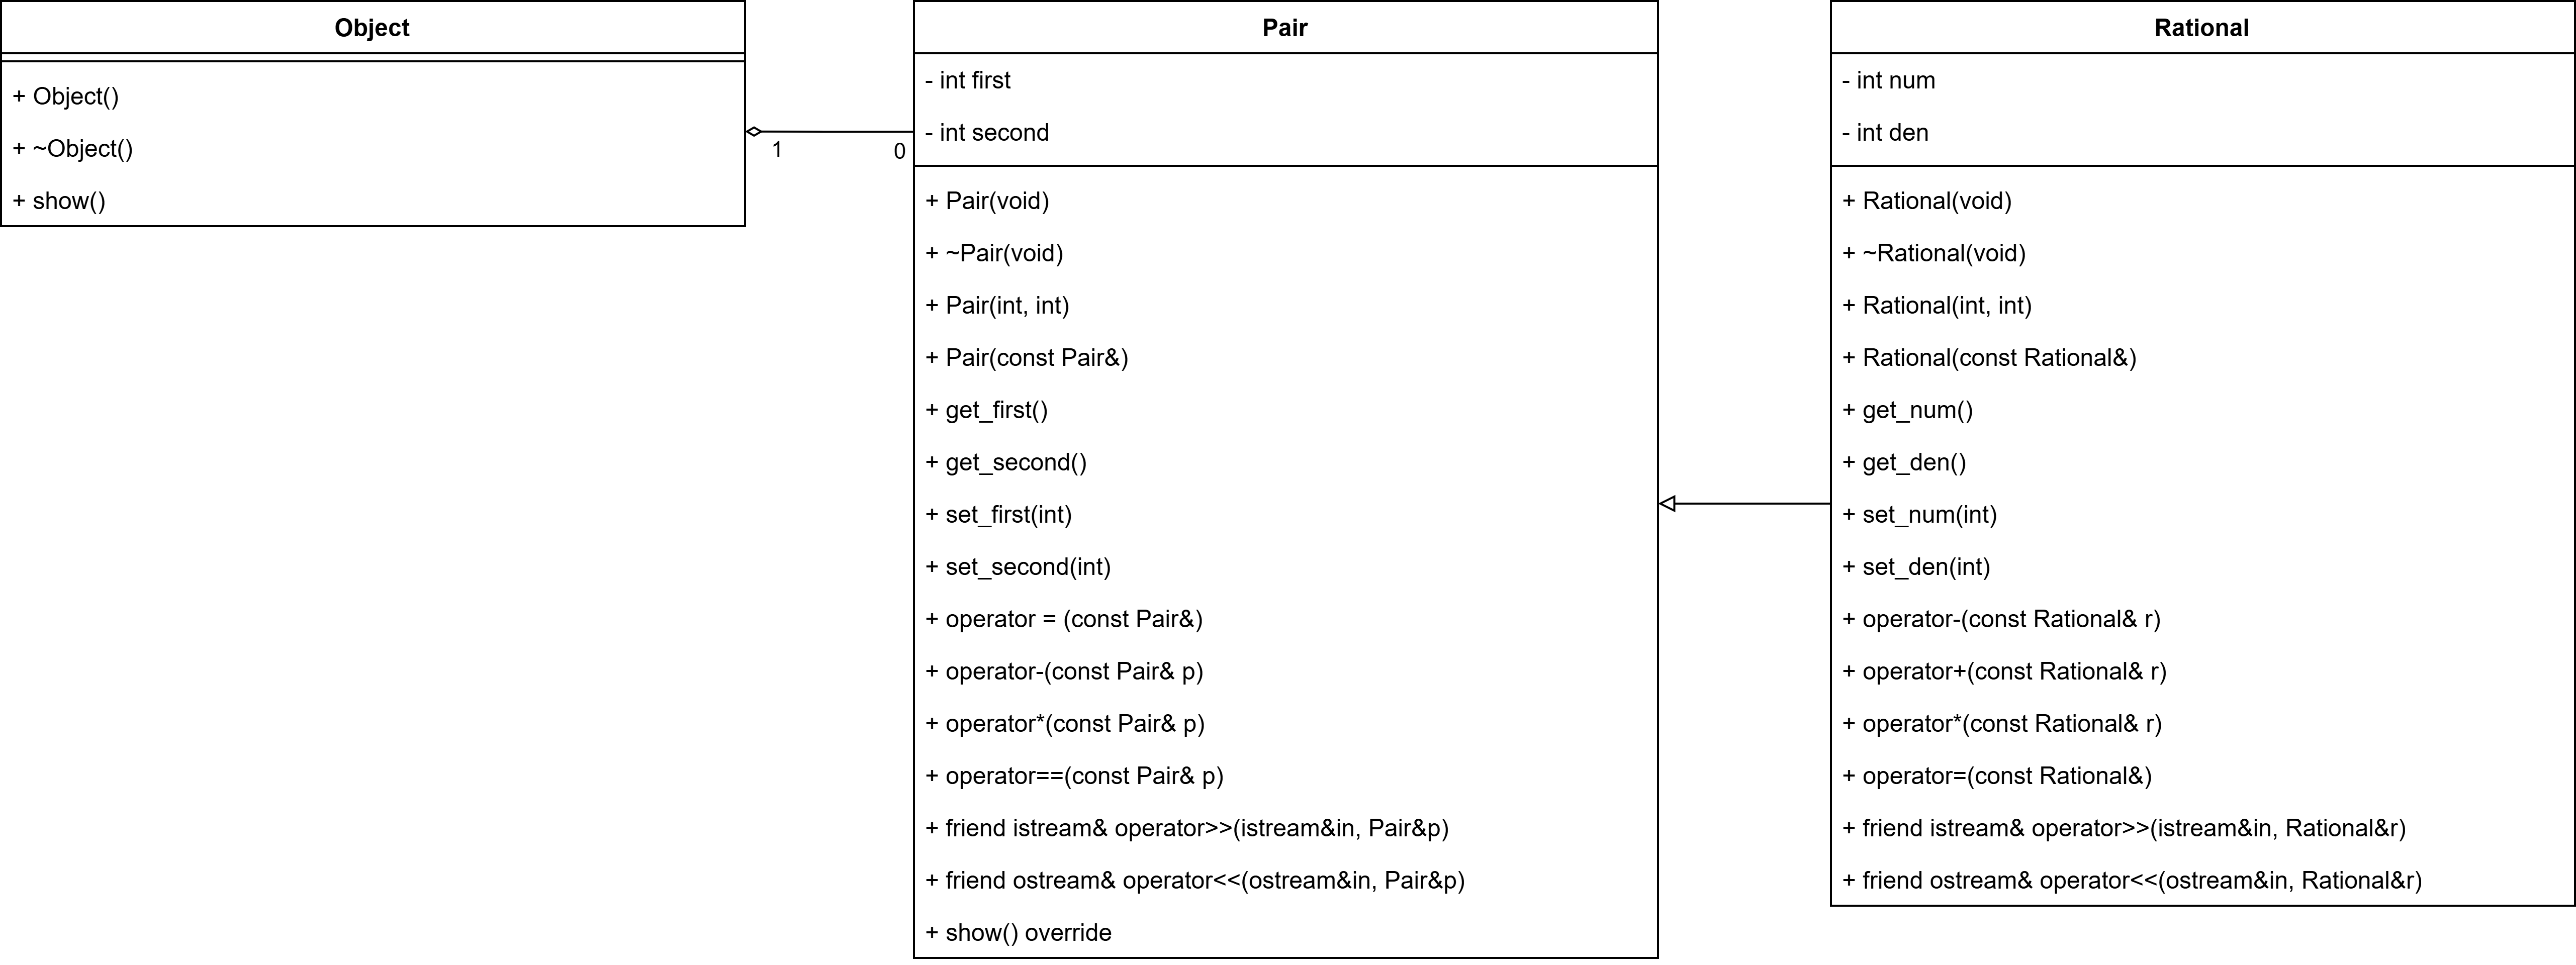 Object
+ Object()
+ ~Object()
+ show()
1
0
Pair
- int first
- int second
+ Pair(void)
+ ~Pair(void)
+ Pair(int, int)
+ Pair(const Pair&)
+ get_first()
+ get_second()
+ set_first(int)
+ set_second(int)
+ operator = (const Pair&)
+ operator-(const Pair& p)
+ operator*(const Pair& p)
+ operator==(const Pair& p)
+ friend istream& operator>>(istream&in, Pair&p)
+ friend ostream& operator<<(ostream&in, Pair&p)
+ show() override
Rational
- int num
- int den
+ Rational(void)
+ ~Rational(void)
+ Rational(int, int)
+ Rational(const Rational&)
+ get_num()
+ get_den()
+ set_num(int)
+ set_den(int)
+ operator-(const Rational& r)
+ operator+(const Rational& r)
+ operator*(const Rational& r)
+ operator=(const Rational&)
+ friend istream& operator>>(istream&in, Rational&r)
+ friend ostream& operator<<(ostream&in, Rational&r)